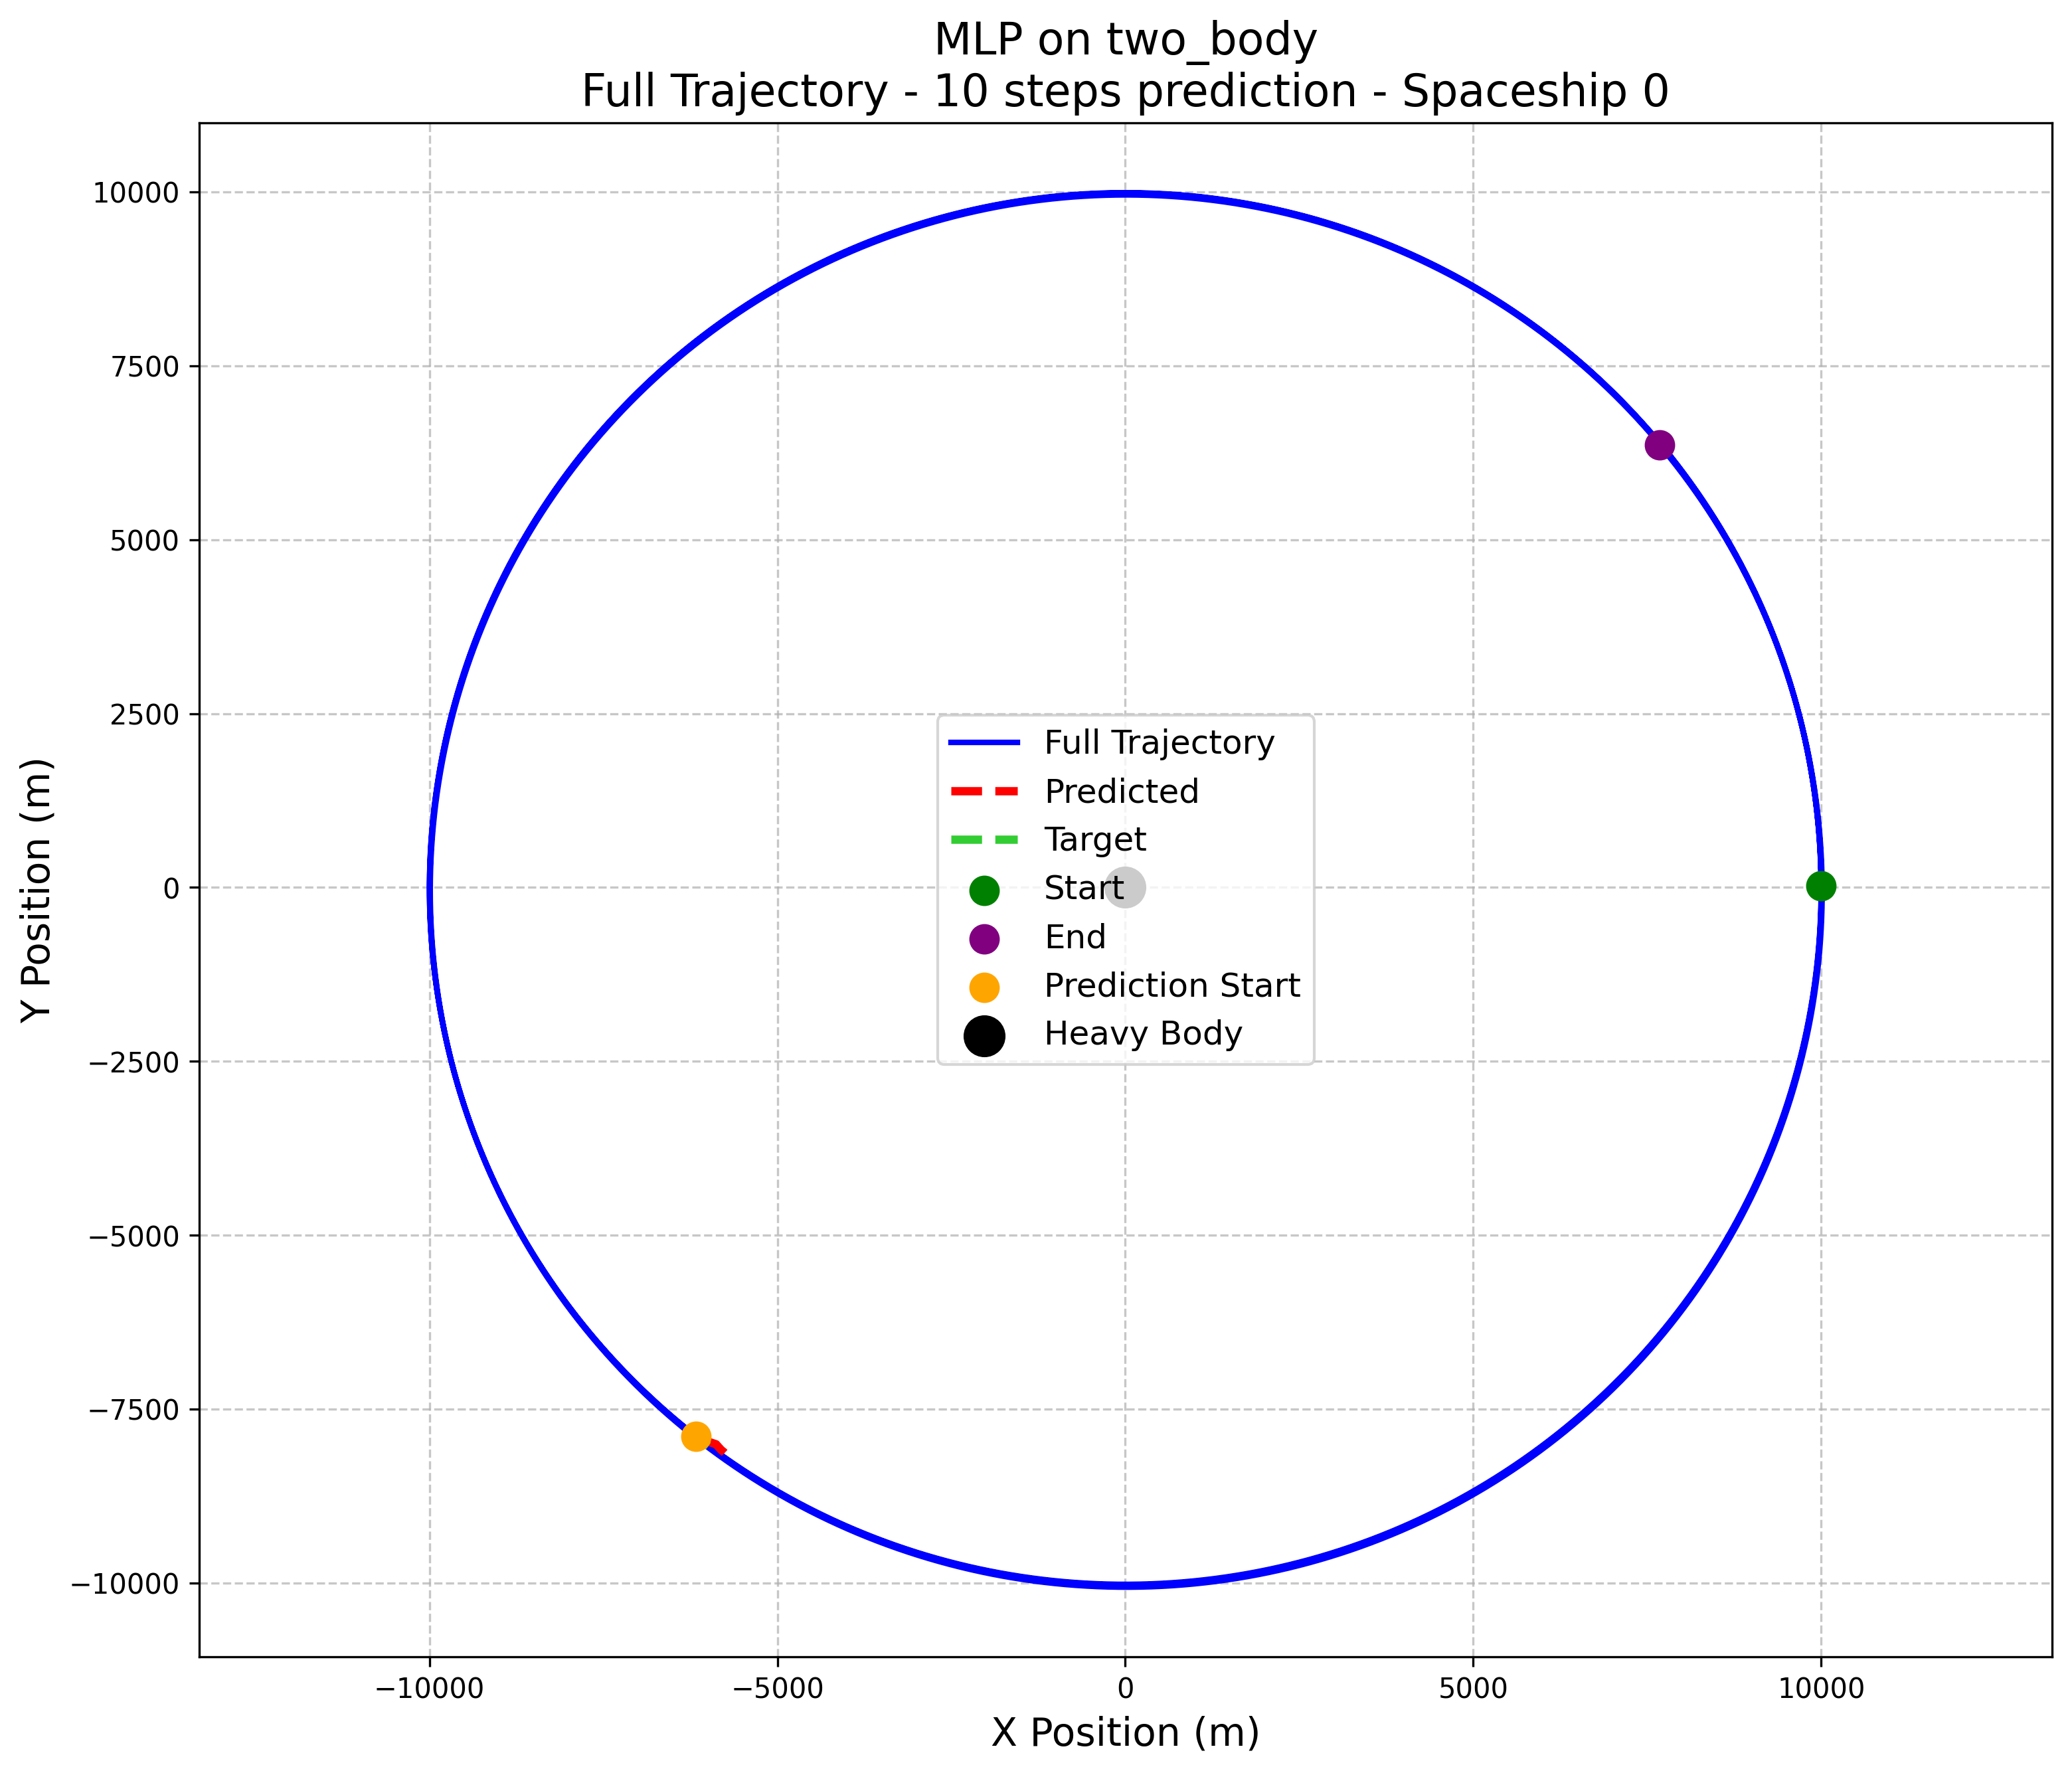 MLP on two_body
Full Trajectory - 10 steps prediction - Spaceship 0
10000
7500
5000
2500
0
−2500
−5000
−7500
−10000
Y Position (m)
Full Trajectory
Predicted
Target
Start
End
Prediction Start
Heavy Body
−10000
−5000
0
5000
10000
X Position (m)